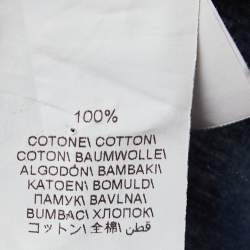 100%
COTONE\ COTTON\
COTON\ BAUMWOLLE\
ALGODÓN\ BAMBAKI\
KATOEN\ BOMULD\
ПАМУК\ BAVLNA\
BUMBAC\ ХЛОПОК\
コットン\ 全棉\ قطن\